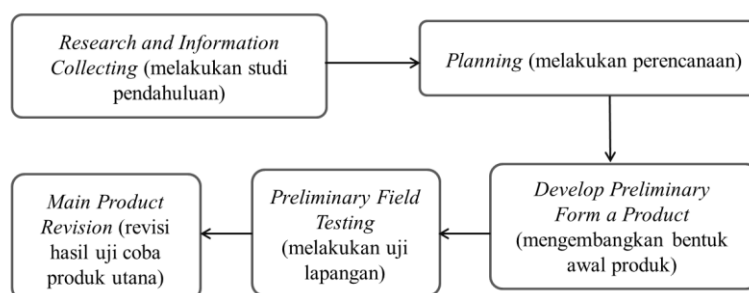 Research and Information
Collecting (melakukan studi
pendahuluan)
Planning (melakukan perencanaan)
Develop Preliminary
Form a Product
(mengembangkan bentuk
awal produk)
Preliminary Field
Testing
(melakukan uji
lapangan)
Main Product
Revision (revisi
hasil uji coba
produk utana)